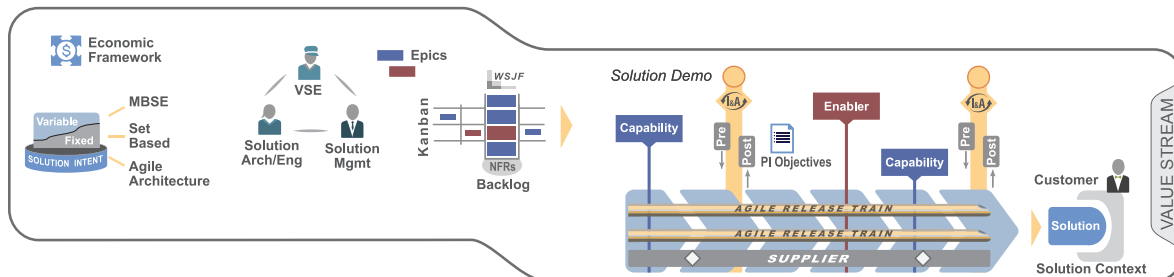 Economic
Framework
MBSE
Variable
Fixed
SOLUTION INTENT
Set
Based
Agile
Architecture
VSE
Solution
Arch/Eng
Solution
Mgmt
Epics
WSJF
Kanban
NFRs
Backlog
Solution Demo
I&A
I&A
Capability
Pre
Post
PI Objectives
Enabler
Capability
Pre
Post
AGILE RELEASE TRAIN
AGILE RELEASE TRAIN
SUPPLIER
Customer
Solution
Solution Context
VALUE STREAM